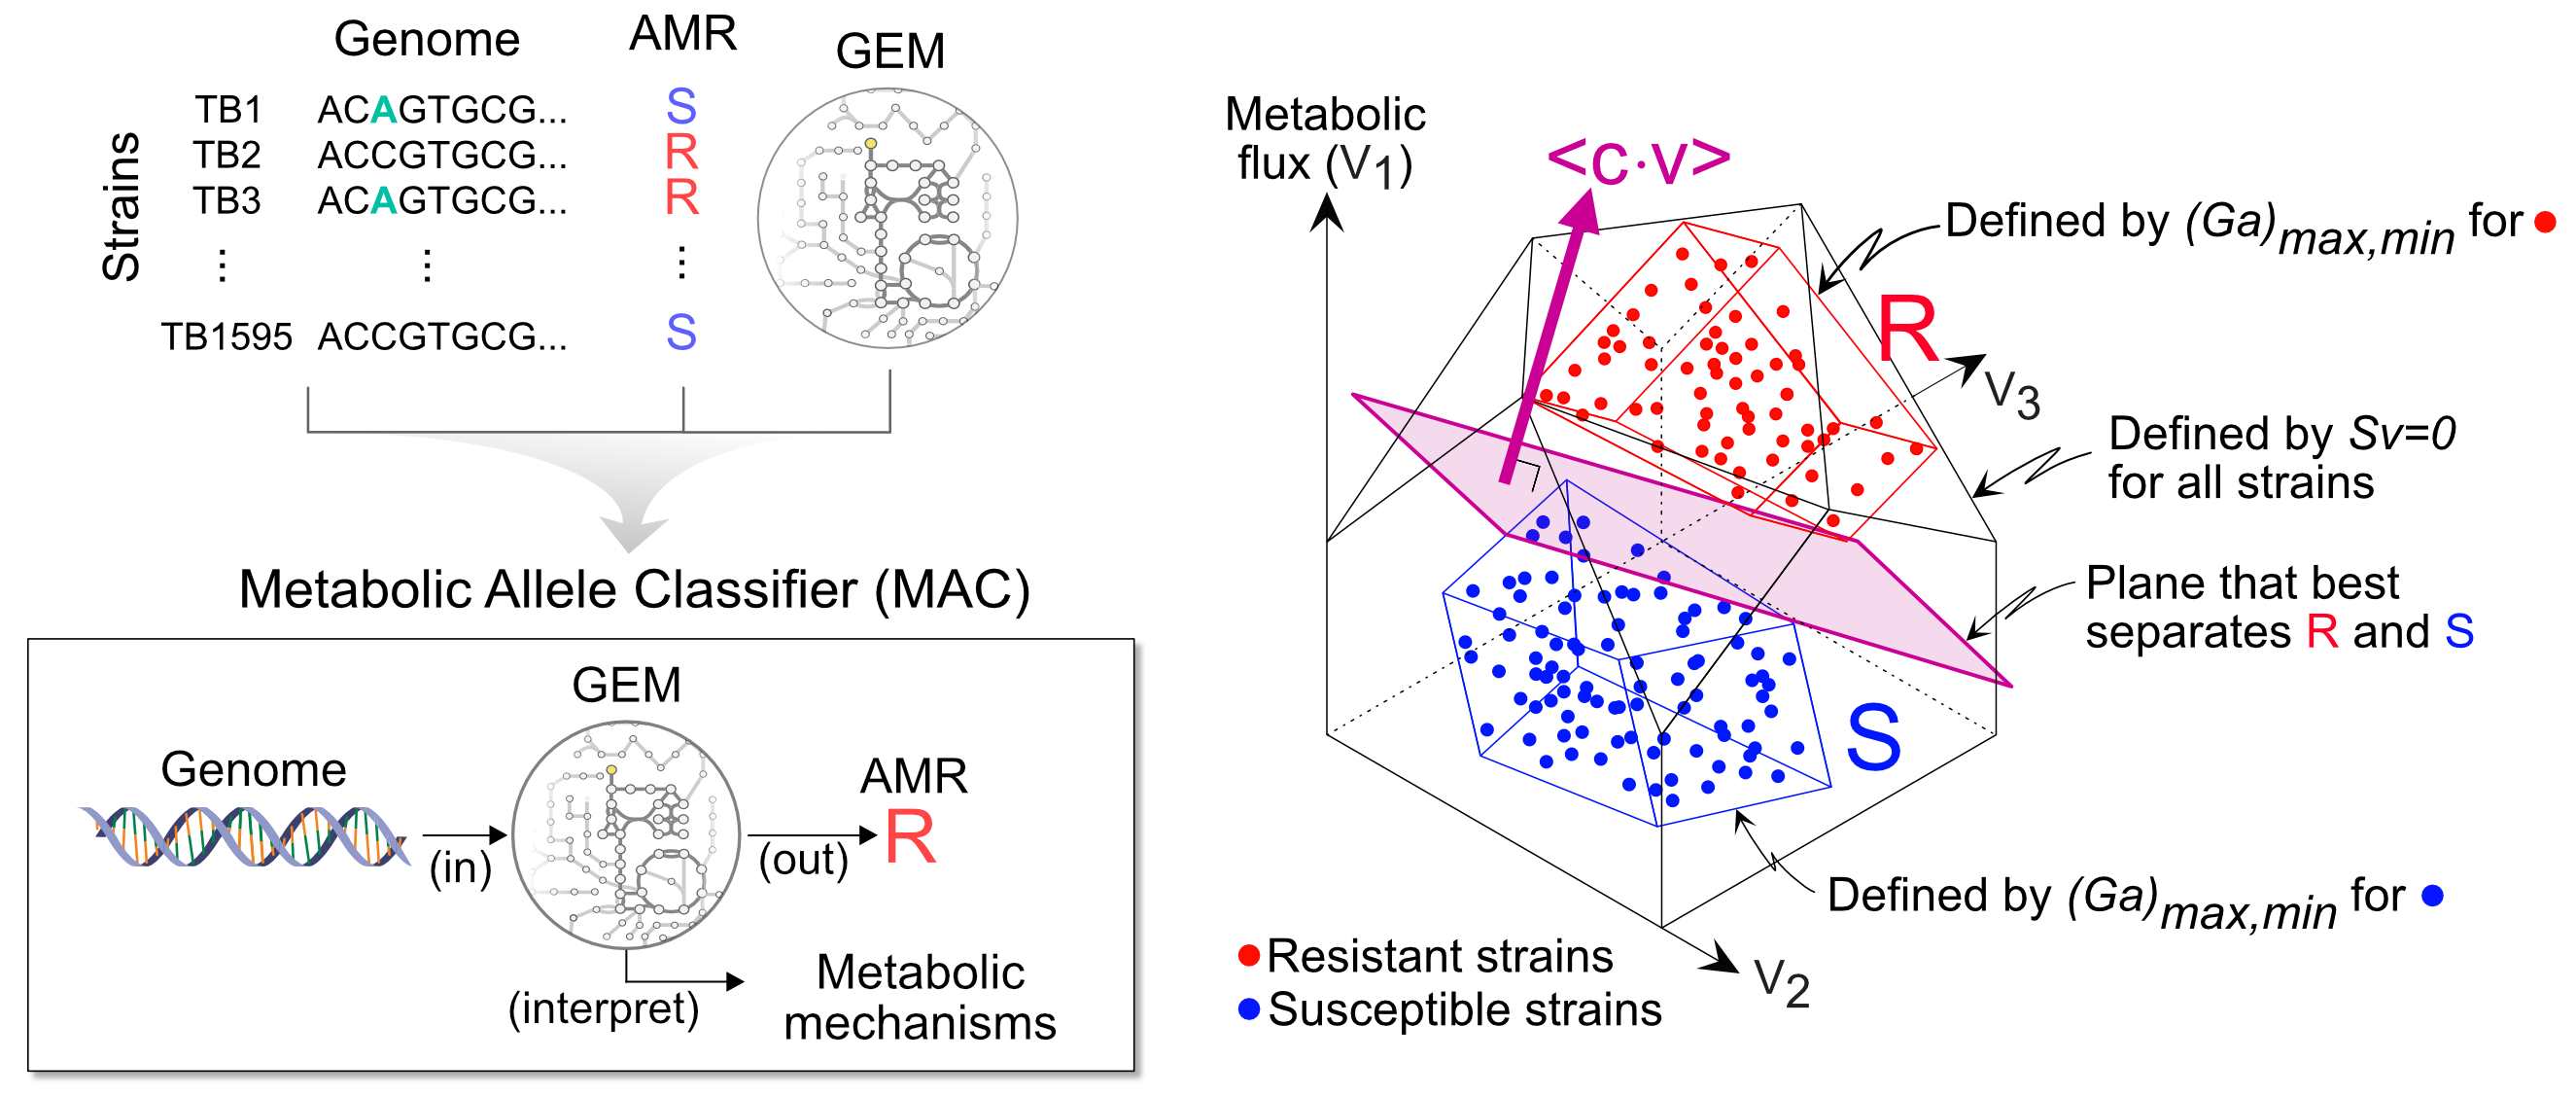 Genome AMR GEM
Strains
TB1 ACAGTGCG... S
TB2 ACCGTGCG... R
TB3 ACAGTGCG... R
⋮ ⋮ ⋮
TB1595 ACCGTGCG... S
Metabolic Allele Classifier (MAC)
GEM
Genome
AMR
R
(in)
(out)
(interpret)
Metabolic
mechanisms
Metabolic
flux (V1)
<c·v>
Defined by (Ga)max,min for
R
V3
Defined by Sv=0
for all strains
Plane that best
separates R and S
S
Defined by (Ga)max,min for
V2
Resistant strains
Susceptible strains